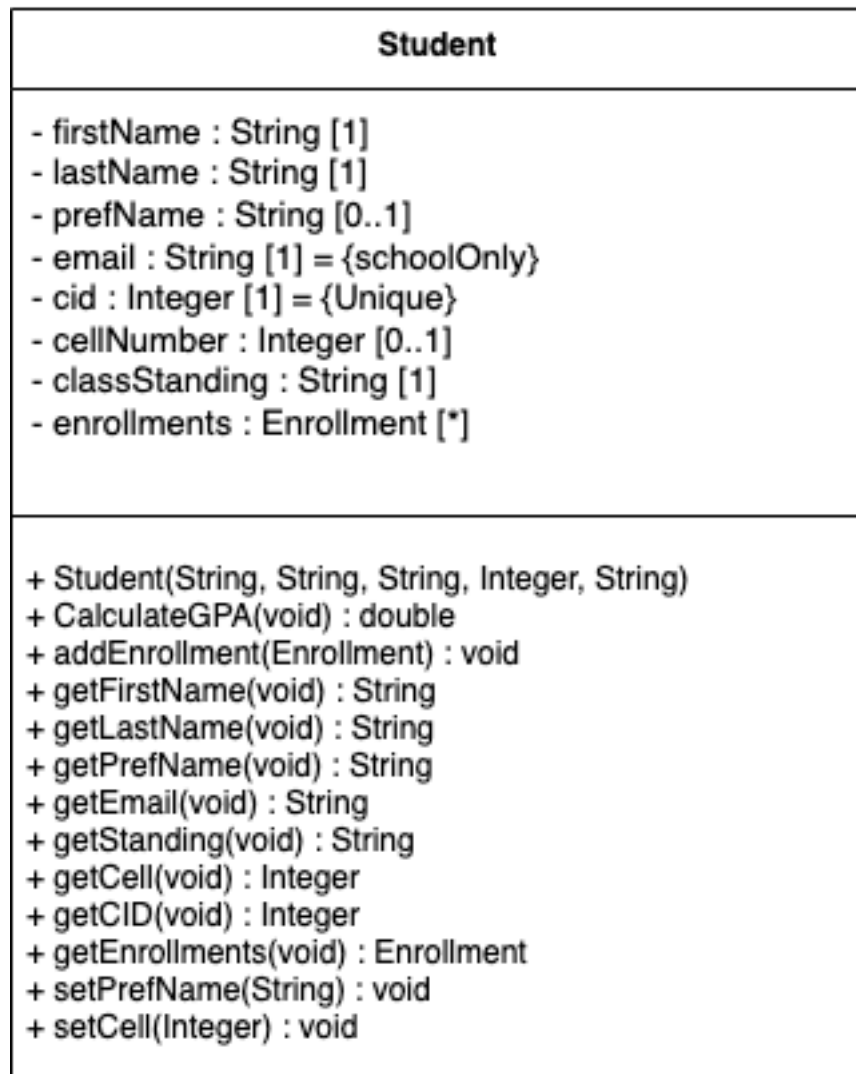 Student
- firstName : String [1]
- lastName : String [1]
- prefName : String [0..1]
- email : String [1] = {schoolOnly}
- cid : Integer [1] = {Unique}
- cellNumber : Integer [0..1]
- classStanding : String [1]
- enrollments : Enrollment [*]
+ Student(String, String, String, Integer, String)
+ CalculateGPA(void) : double
+ addEnrollment(Enrollment) : void
+ getFirstName(void) : String
+ getLastName(void) : String
+ getPrefName(void) : String
+ getEmail(void) : String
+ getStanding(void) : String
+ getCell(void) : Integer
+ getCID(void) : Integer
+ getEnrollments(void) : Enrollment
+ setPrefName(String) : void
+ setCell(Integer) : void